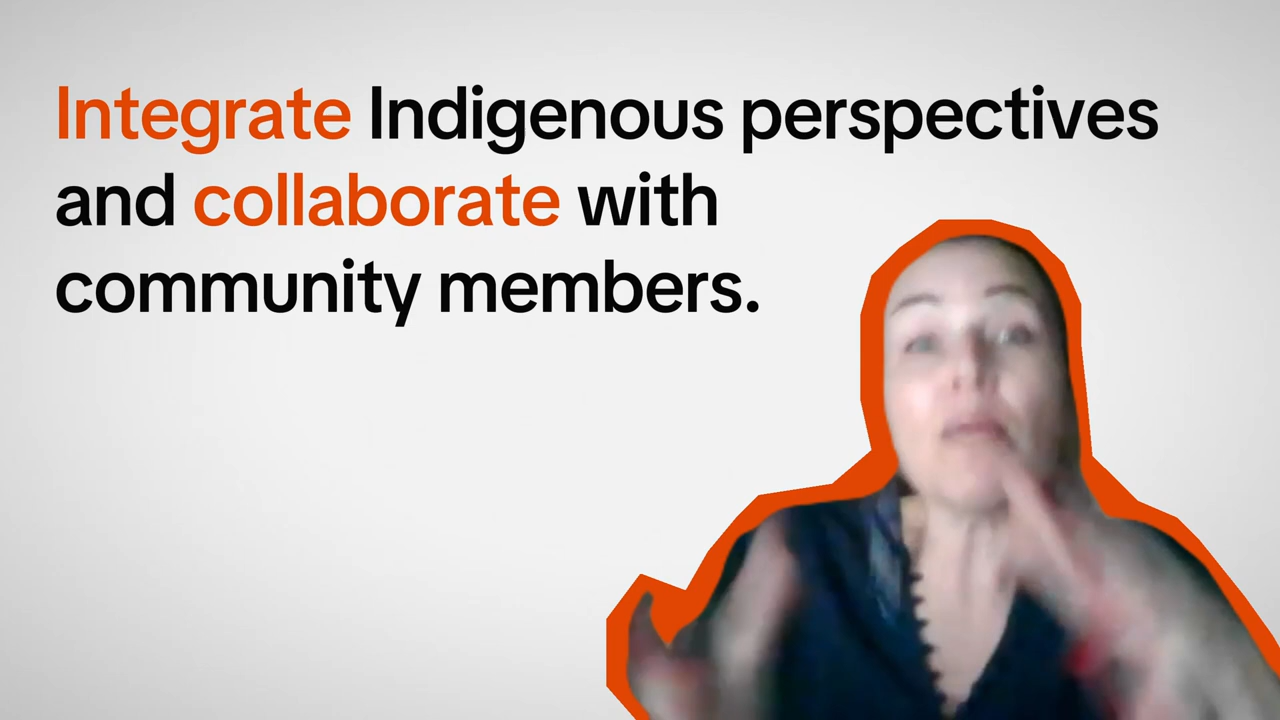 Integrate Indigenous perspectives
and collaborate with
community members.